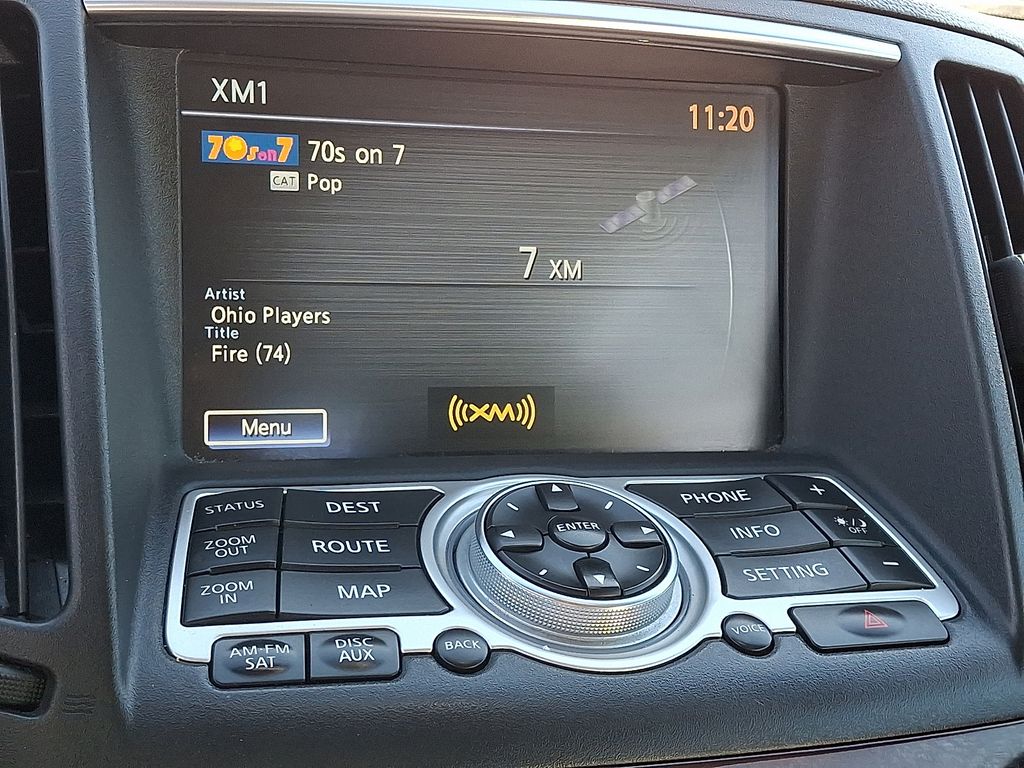 XM1
11:20
70s on 7 70s on 7
CAT Pop
7 XM
Artist
Ohio Players
Title
Fire (74)
((XM))
Menu
STATUS
DEST
ZOOM
OUT
ROUTE
ZOOM
IN
MAP
ENTER
PHONE
+
INFO
OFF
SETTING
-
AM·FM
SAT
DISC
AUX
BACK
VOICE